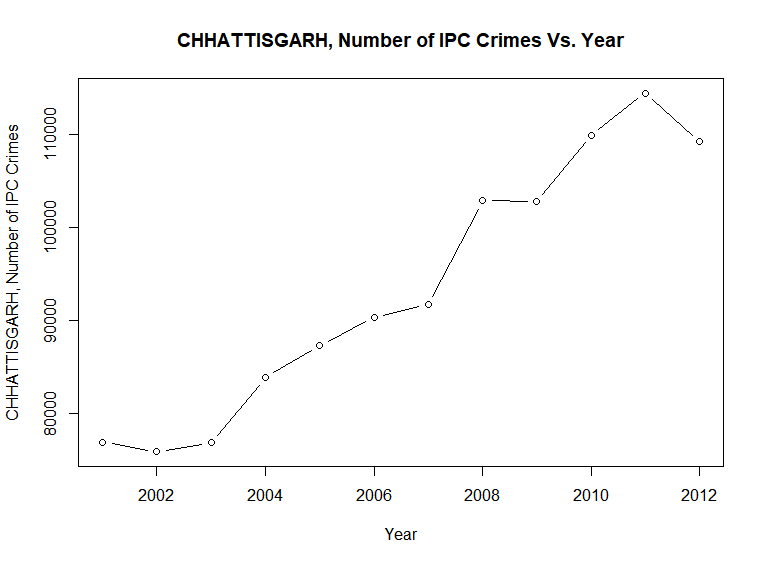 CHHATTISGARH, Number of IPC Crimes Vs. Year
CHHATTISGARH, Number of IPC Crimes
110000
100000
90000
80000
2002 2004 2006 2008 2010 2012
Year